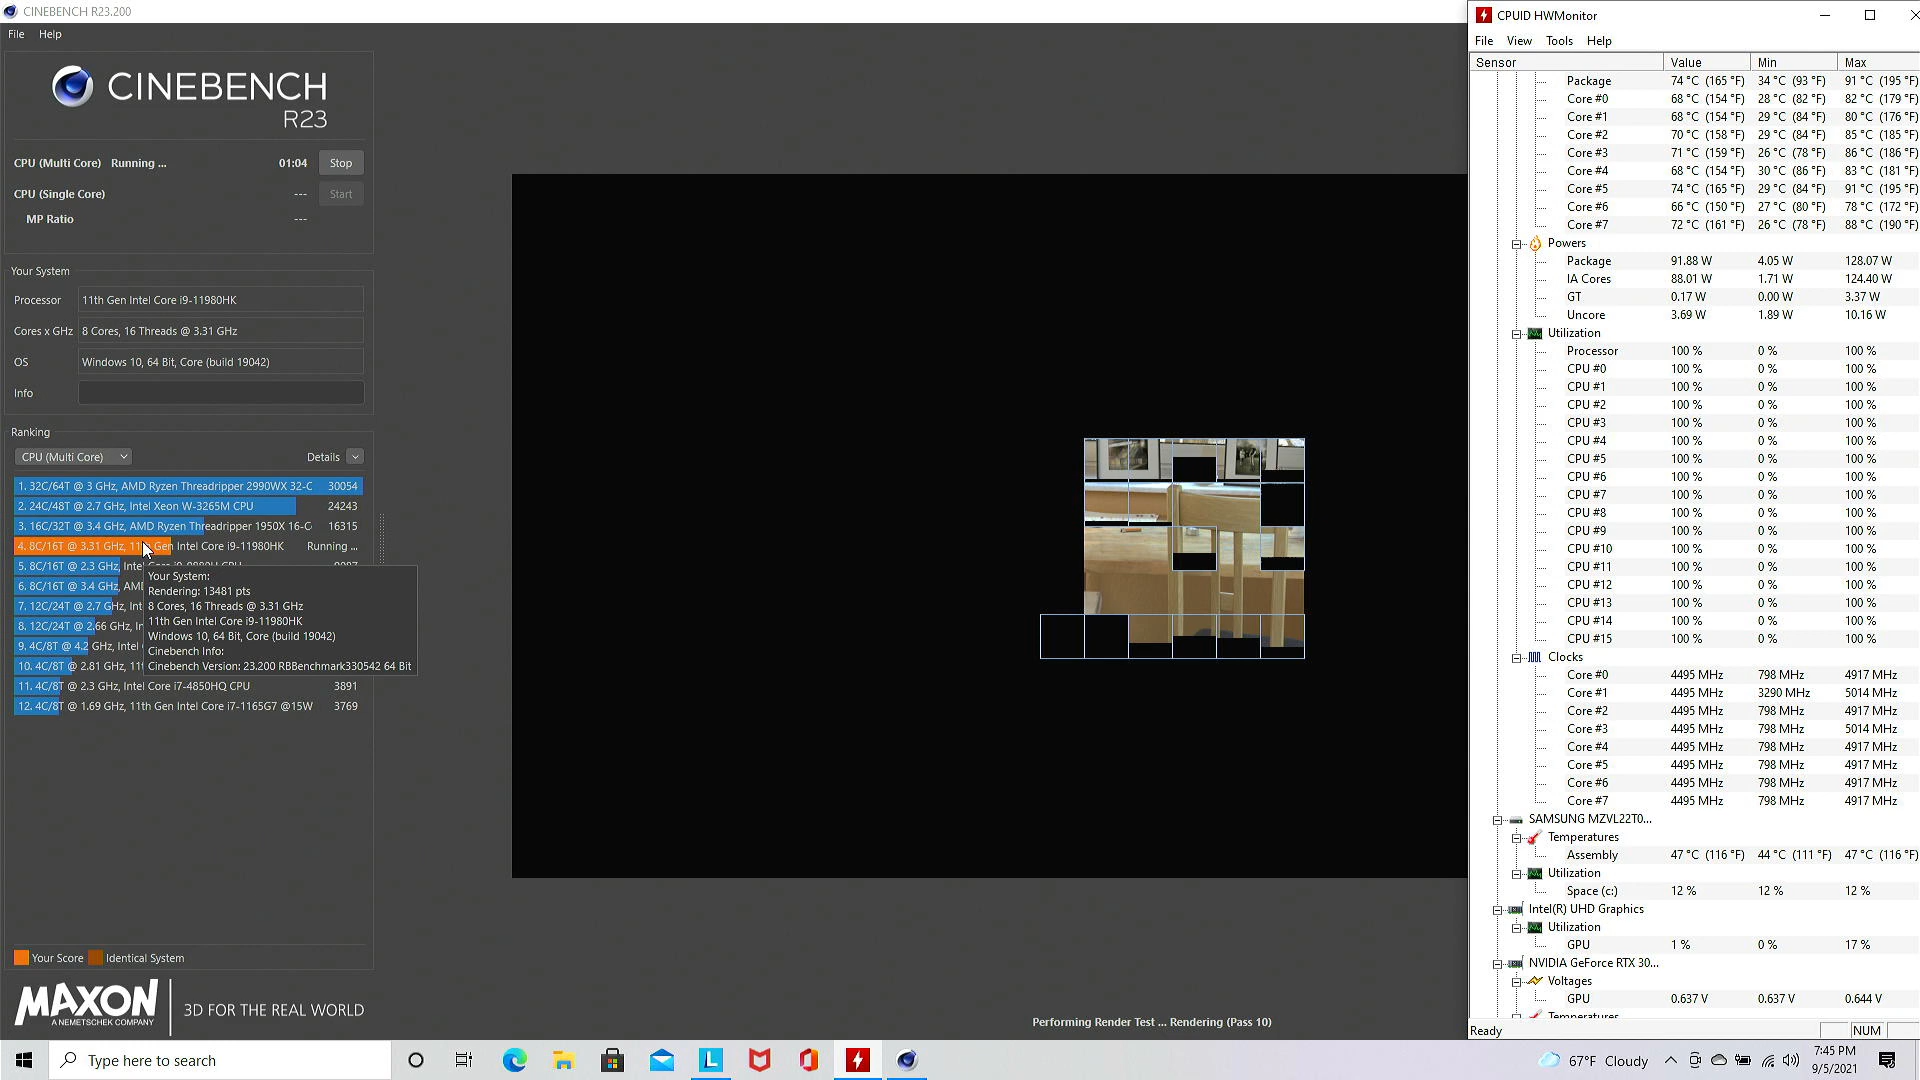 CINEBENCH R23.200
File Help
CINEBENCH
R23
CPU (Multi Core) Running ... 01:04 Stop
CPU (Single Core) --- Start
MP Ratio ---
Your System
Processor 11th Gen Intel Core i9-11980HK
Cores x GHz 8 Cores, 16 Threads @ 3.31 GHz
OS Windows 10, 64 Bit, Core (build 19042)
Info
Ranking
CPU (Multi Core) Details
1. 32C/64T @ 3 GHz, AMD Ryzen Threadripper 2990WX 32-C 30054
2. 24C/48T @ 2.7 GHz, Intel Xeon W-3265M CPU 24243
3. 16C/32T @ 3.4 GHz, AMD Ryzen Threadripper 1950X 16-C 16315
4. 8C/16T @ 3.31 GHz, 11th Gen Intel Core i9-11980HK Running ...
5. 8C/16T @ 2.3 GHz, Inte
6. 8C/16T @ 3.4 GHz, AMD
7. 12C/24T @ 2.7 GHz, Int
8. 12C/24T @ 2.66 GHz, In
9. 4C/8T @ 4.2 GHz, Intel
10. 4C/8T @ 2.81 GHz, 11t
11. 4C/8T @ 2.3 GHz, Intel Core i7-4850HQ CPU 3891
12. 4C/8T @ 1.69 GHz, 11th Gen Intel Core i7-1165G7 @15W 3769
Your System:
Rendering: 13481 pts
8 Cores, 16 Threads @ 3.31 GHz
11th Gen Intel Core i9-11980HK
Windows 10, 64 Bit, Core (build 19042)
Cinebench Info:
Cinebench Version: 23.200 RBBenchmark330542 64 Bit
Your Score Identical System
MAXON
A NEMETSCHEK COMPANY
3D FOR THE REAL WORLD
Performing Render Test ... Rendering (Pass 10)
CPUID HWMonitor
File View Tools Help
Sensor Value Min Max
Package 74 °C (165 °F) 34 °C (93 °F) 91 °C (195 °F)
Core #0 68 °C (154 °F) 28 °C (82 °F) 82 °C (179 °F)
Core #1 68 °C (154 °F) 29 °C (84 °F) 80 °C (176 °F)
Core #2 70 °C (158 °F) 29 °C (84 °F) 85 °C (185 °F)
Core #3 71 °C (159 °F) 26 °C (78 °F) 86 °C (186 °F)
Core #4 68 °C (154 °F) 30 °C (86 °F) 83 °C (181 °F)
Core #5 74 °C (165 °F) 29 °C (84 °F) 91 °C (195 °F)
Core #6 66 °C (150 °F) 27 °C (80 °F) 78 °C (172 °F)
Core #7 72 °C (161 °F) 26 °C (78 °F) 88 °C (190 °F)
Powers
Package 91.88 W 4.05 W 128.07 W
IA Cores 88.01 W 1.71 W 124.40 W
GT 0.17 W 0.00 W 3.37 W
Uncore 3.69 W 1.89 W 10.16 W
Utilization
Processor 100 % 0 % 100 %
CPU #0 100 % 0 % 100 %
CPU #1 100 % 0 % 100 %
CPU #2 100 % 0 % 100 %
CPU #3 100 % 0 % 100 %
CPU #4 100 % 0 % 100 %
CPU #5 100 % 0 % 100 %
CPU #6 100 % 0 % 100 %
CPU #7 100 % 0 % 100 %
CPU #8 100 % 0 % 100 %
CPU #9 100 % 0 % 100 %
CPU #10 100 % 0 % 100 %
CPU #11 100 % 0 % 100 %
CPU #12 100 % 0 % 100 %
CPU #13 100 % 0 % 100 %
CPU #14 100 % 0 % 100 %
CPU #15 100 % 0 % 100 %
Clocks
Core #0 4495 MHz 798 MHz 4917 MHz
Core #1 4495 MHz 3290 MHz 5014 MHz
Core #2 4495 MHz 798 MHz 4917 MHz
Core #3 4495 MHz 798 MHz 5014 MHz
Core #4 4495 MHz 798 MHz 4917 MHz
Core #5 4495 MHz 798 MHz 4917 MHz
Core #6 4495 MHz 798 MHz 4917 MHz
Core #7 4495 MHz 798 MHz 4917 MHz
SAMSUNG MZVL22T0...
Temperatures
Assembly 47 °C (116 °F) 44 °C (111 °F) 47 °C (116 °F)
Utilization
Space (c:) 12 % 12 % 12 %
Intel(R) UHD Graphics
Utilization
GPU 1 % 0 % 17 %
NVIDIA GeForce RTX 30...
Voltages
GPU 0.637 V 0.637 V 0.644 V
Temperatures
Ready NUM
Type here to search
L
67°F Cloudy
7:45 PM
9/5/2021